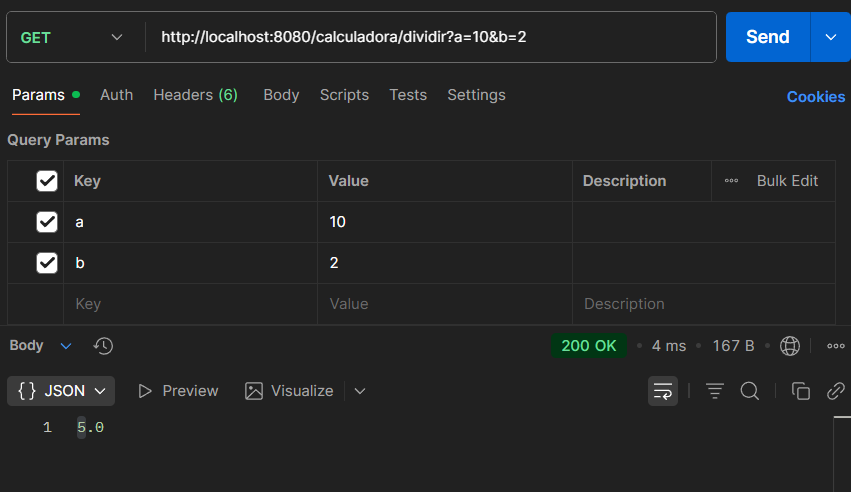 GET http://localhost:8080/calculadora/dividir?a=10&b=2 Send
Params Auth Headers (6) Body Scripts Tests Settings Cookies
Query Params
Key Value Description Bulk Edit
a 10
b 2
Key Value Description
Body 200 OK 4 ms 167 B
{ } JSON Preview Visualize
1 5.0